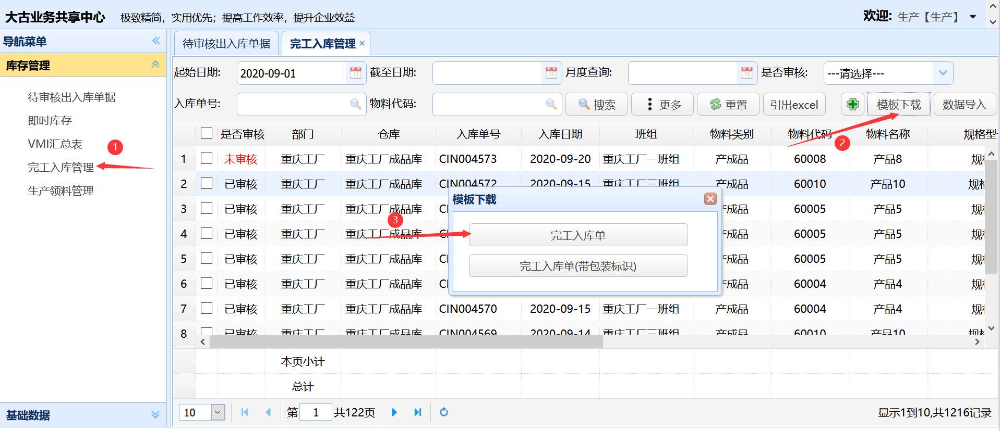 大古业务共享中心 极致精简，实用优先；提高工作效率，提升企业效益 欢迎: 生产【生产】
导航菜单
库存管理
待审核出入库单据
即时库存
VMI汇总表
1
完工入库管理
生产领料管理
基础数据
待审核出入库单据 完工入库管理 ×
起始日期: 2020-09-01 截至日期: 月度查询: 是否审核: ---请选择---
入库单号: 物料代码: 搜索 更多 重置 引出excel 模板下载 数据导入
2
是否审核 部门 仓库 入库单号 入库日期 班组 物料类别 物料代码 物料名称 规格型
1 未审核 重庆工厂 重庆工厂成品库 CIN004573 2020-09-20 重庆工厂一班组 产成品 60008 产品8 规
2 已审核 重庆工厂 重庆工厂成品库 CIN004572 2020-09-15 重庆工厂三班组 产成品 60010 产品10 规格
3 已审核 重庆工厂 重庆工厂成品库 CI 产成品 60005 产品5 规
4 已审核 重庆工厂 重庆工厂成品库 CI 产成品 60005 产品5 规
5 已审核 重庆工厂 重庆工厂成品库 CI 产成品 60005 产品5 规
6 已审核 重庆工厂 重庆工厂成品库 CI 产成品 60004 产品4 规
7 已审核 重庆工厂 重庆工厂成品库 CIN004570 2020-09-15 重庆工厂一班组 产成品 60004 产品4 规
8 已审核 重庆工厂 重庆工厂成品库 CIN004569 2020-09-14 重庆工厂三班组 产成品 60010 产品10 规格
模板下载
3
完工入库单
完工入库单(带包装标识)
本页小计
总计
10 第 1 共122页 显示1到10,共1216记录